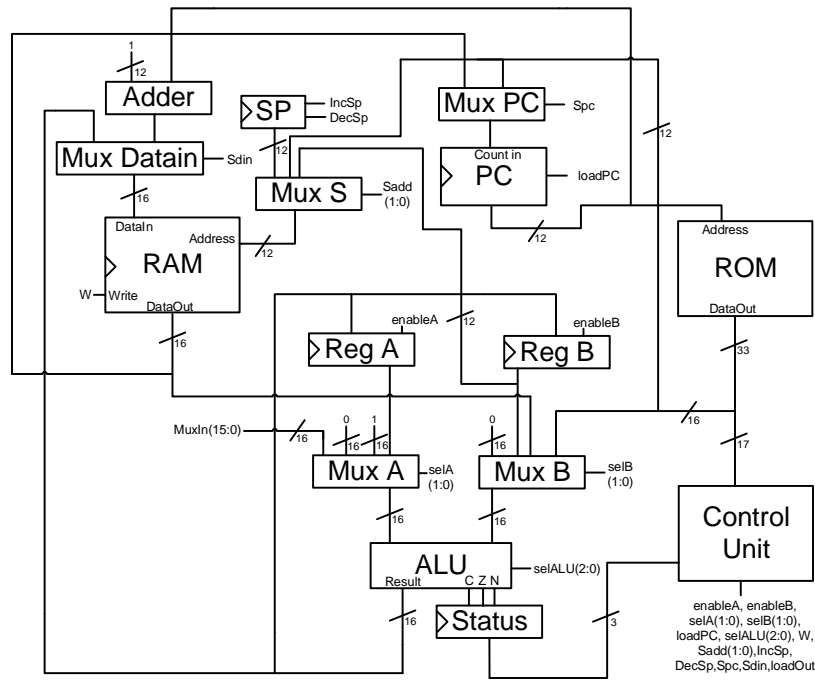 1
12
Adder
SP
IncSp
DecSp
Mux PC
Spc
12
12
Mux Datain
Sdin
Count in
PC
loadPC
16
Mux S
Sadd
(1:0)
DataIn
Address
12
12
Address
RAM
ROM
W
Write
DataOut
DataOut
enableA
12
enableB
16
Reg A
Reg B
33
MuxIn(15:0)
16
0
16
1
16
0
16
16
17
Mux A
selA
(1:0)
Mux B
selB
(1:0)
16
16
Control
Unit
ALU
Result
C Z N
selALU(2:0)
16
Status
3
enableA, enableB,
selA(1:0), selB(1:0),
loadPC, selALU(2:0), W,
Sadd(1:0),IncSp,
DecSp,Spc,Sdin,loadOut